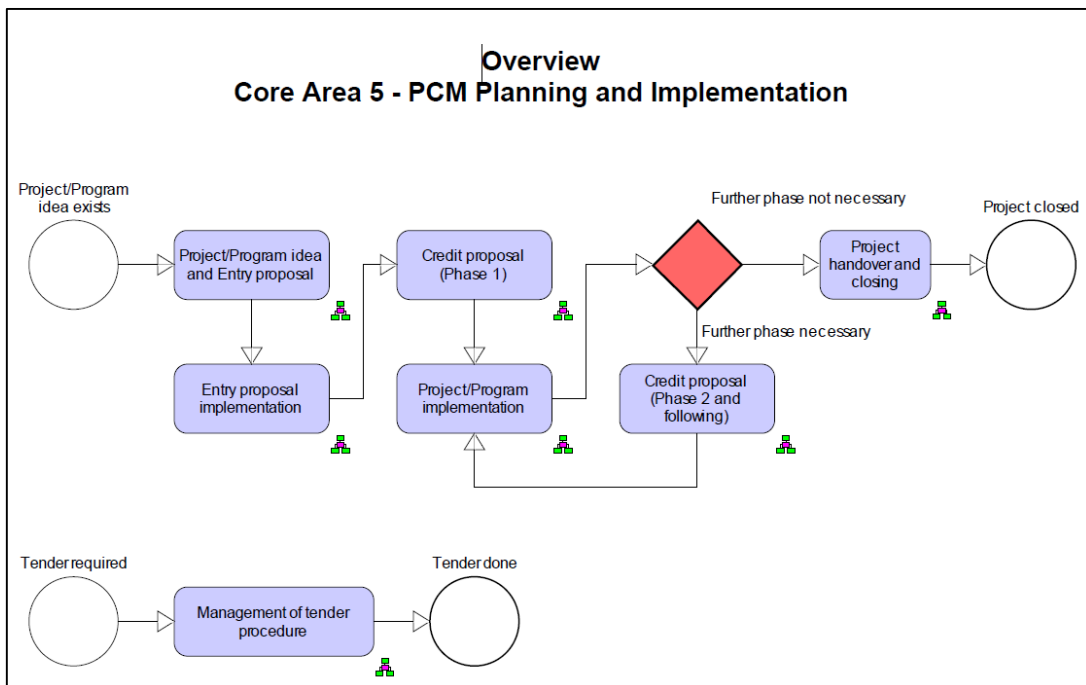 Overview
Core Area 5 - PCM Planning and Implementation
Project/Program
idea exists
Further phase not necessary
Project closed
Project/Program idea
and Entry proposal
Credit proposal
(Phase 1)
Project
handover and
closing
Further phase necessary
Entry proposal
implementation
Project/Program
implementation
Credit proposal
(Phase 2 and
following)
Tender required
Tender done
Management of tender
procedure